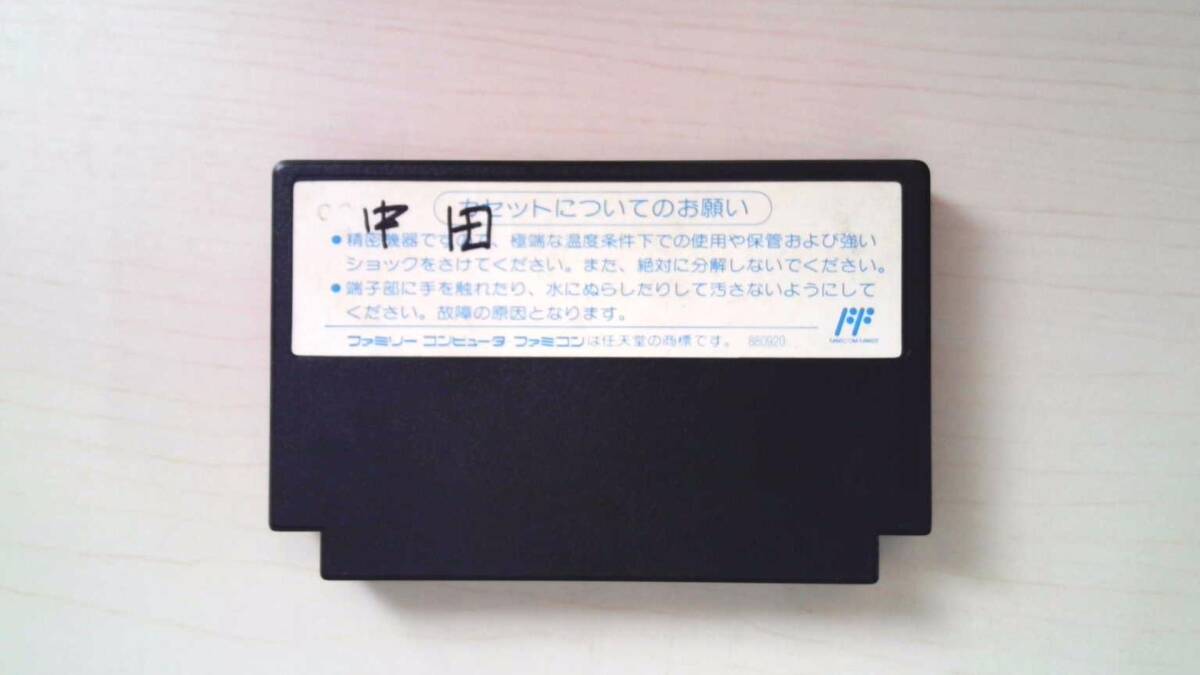 カセットについてのお願い
中田
●精密機器ですので、極端な温度条件下での使用や保管および強い
ショックをさけてください。また、絶対に分解しないでください。
●端子部に手を触れたり、水にぬらしたりして汚さないようにして
ください。故障の原因となります。
ファミリー コンピュータ ファミコンは任天堂の商標です。 880920
FF
FAMICOM FAMILY